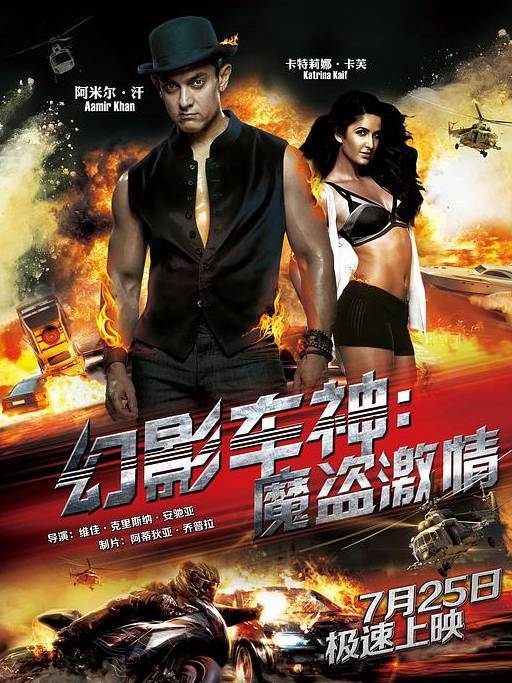 卡特莉娜·卡芙
Katrina Kaif
阿米尔·汗
Aamir Khan
幻影车神：
魔盗激情
导演：维佳·克里斯纳·安驰亚
制片：阿蒂狄亚·乔普拉
7月25日
极速上映